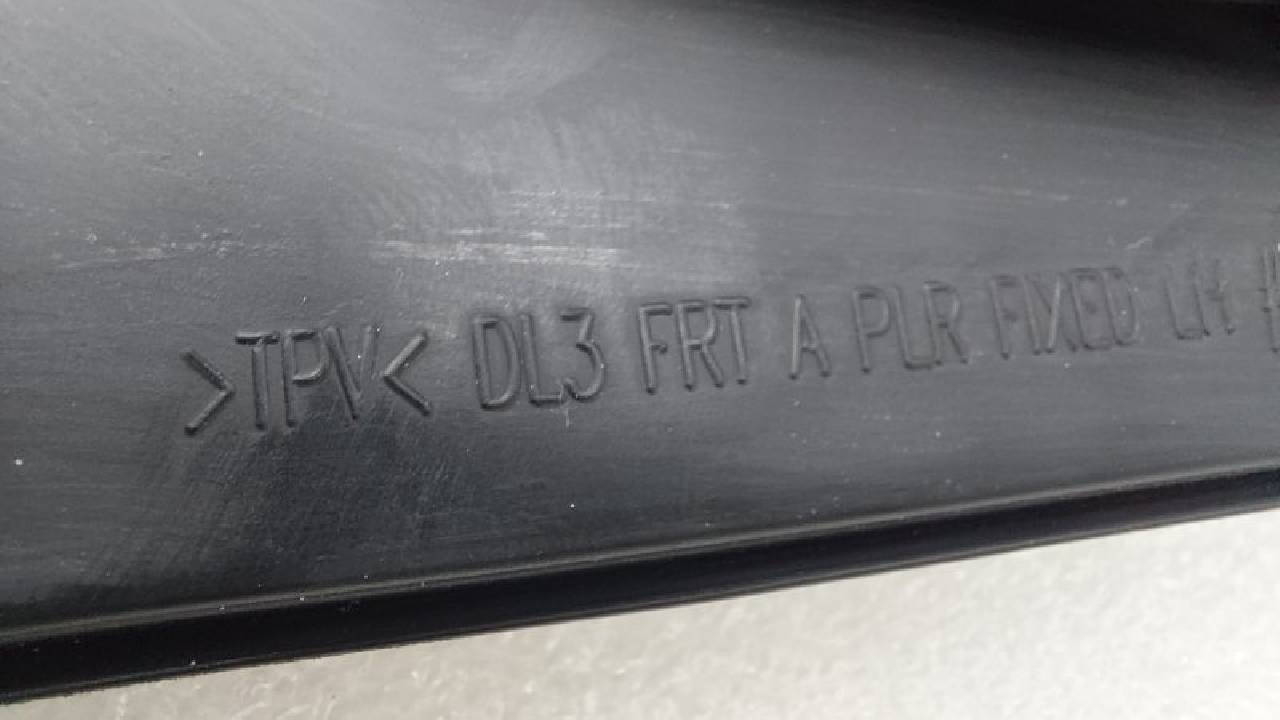 >TPV< DL3 FRT A PLR FIXED LH